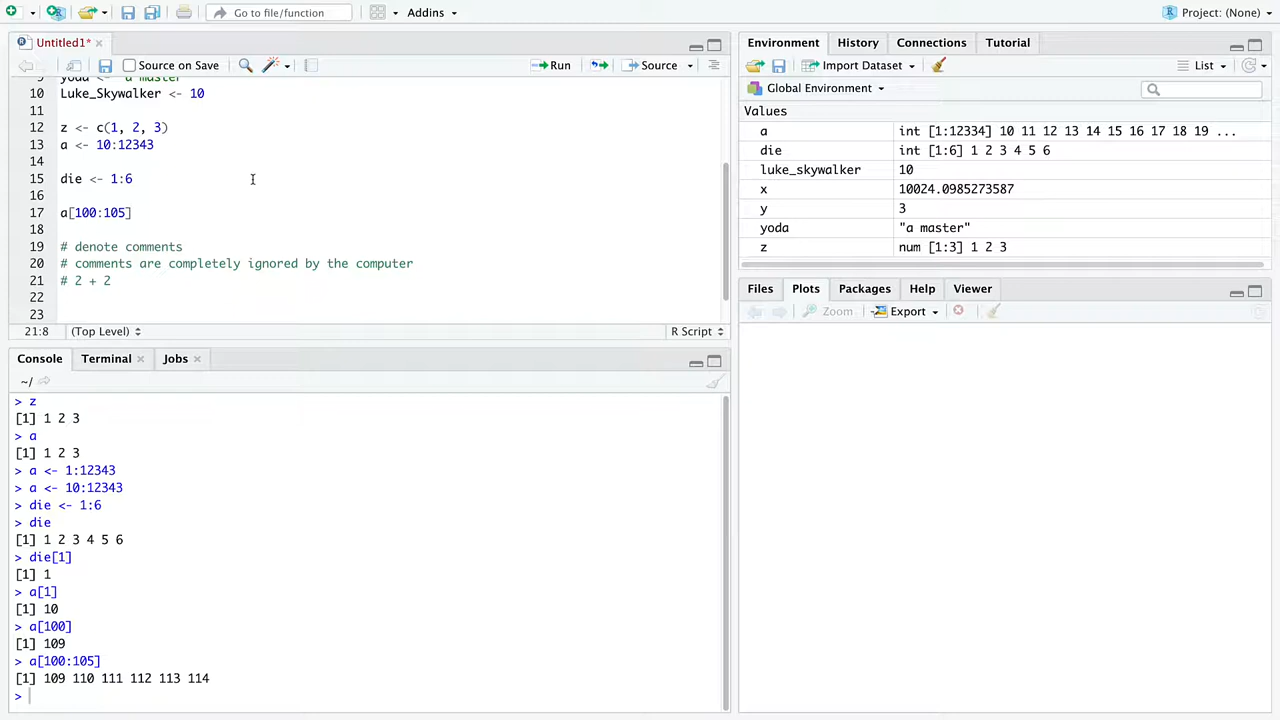 Go to file/function
Addins
Project: (None)
Untitled1*
Source on Save
Run
Source
9 yoda <- "a master"
10 Luke_Skywalker <- 10
11
12 z <- c(1, 2, 3)
13 a <- 10:12343
14
15 die <- 1:6
16
17 a[100:105]
18
19 # denote comments
20 # comments are completely ignored by the computer
21 # 2 + 2
22
23
21:8 (Top Level) R Script
Console Terminal Jobs
~/
> z
[1] 1 2 3
> a
[1] 1 2 3
> a <- 1:12343
> a <- 10:12343
> die <- 1:6
> die
[1] 1 2 3 4 5 6
> die[1]
[1] 1
> a[1]
[1] 10
> a[100]
[1] 109
> a[100:105]
[1] 109 110 111 112 113 114
>
Environment History Connections Tutorial
Import Dataset List
Global Environment
Values
a int [1:12334] 10 11 12 13 14 15 16 17 18 19 ...
die int [1:6] 1 2 3 4 5 6
luke_skywalker 10
x 10024.0985273587
y 3
yoda "a master"
z num [1:3] 1 2 3
Files Plots Packages Help Viewer
Zoom Export